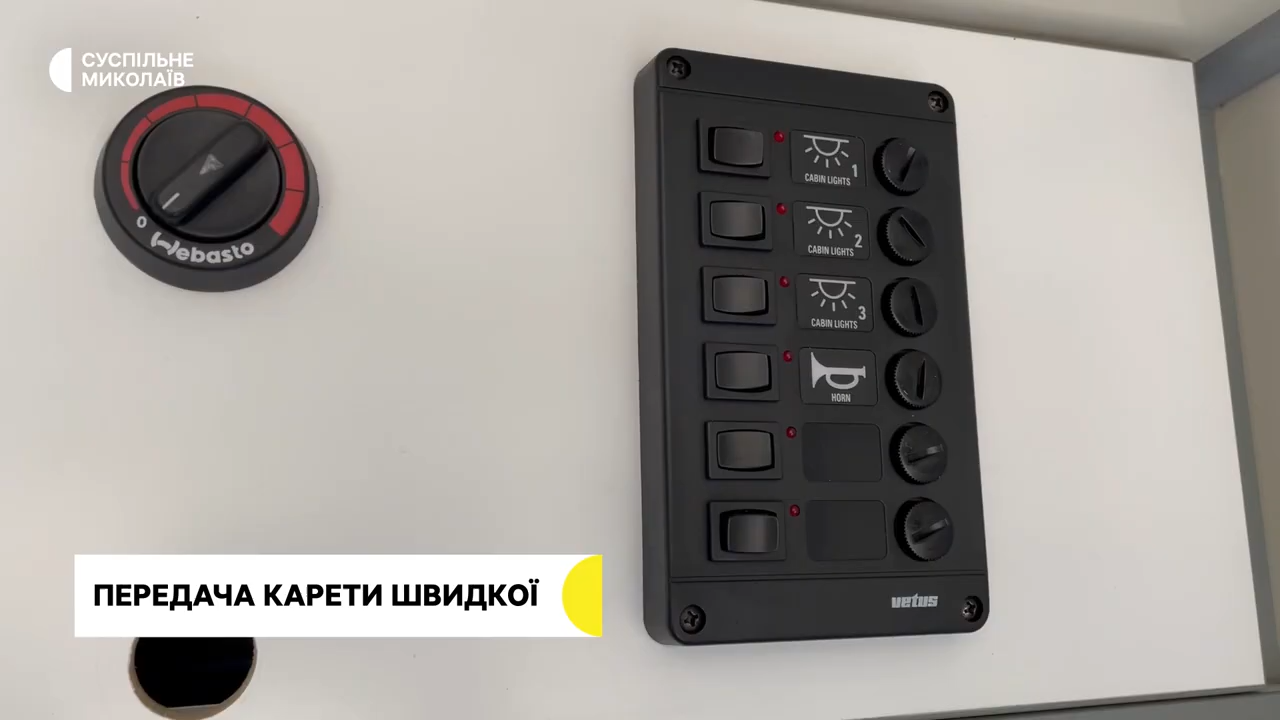 СУСПІЛЬНЕ
МИКОЛАЇВ
0
Webasto
1
CABIN LIGHTS
2
CABIN LIGHTS
3
CABIN LIGHTS
HORN
vetus
ПЕРЕДАЧА КАРЕТИ ШВИДКОЇ